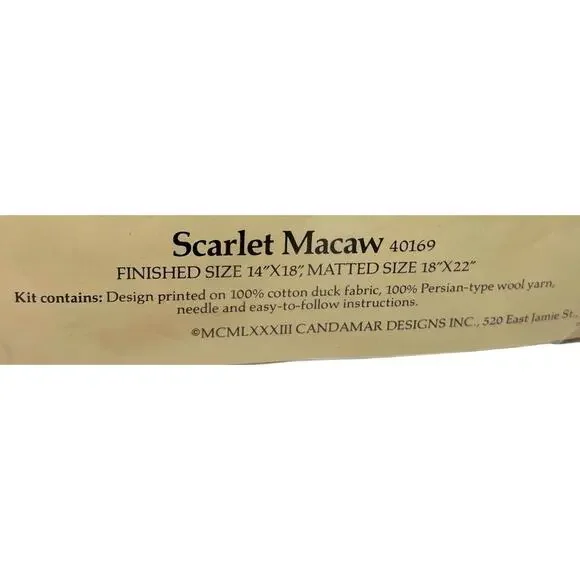 Scarlet Macaw 40169
FINISHED SIZE 14"X18", MATTED SIZE 18"X22"
Kit contains: Design printed on 100% cotton duck fabric, 100% Persian-type wool yarn,
needle and easy-to-follow instructions.
©MCMLXXXIII CANDAMAR DESIGNS INC., 520 East Jamie St.,